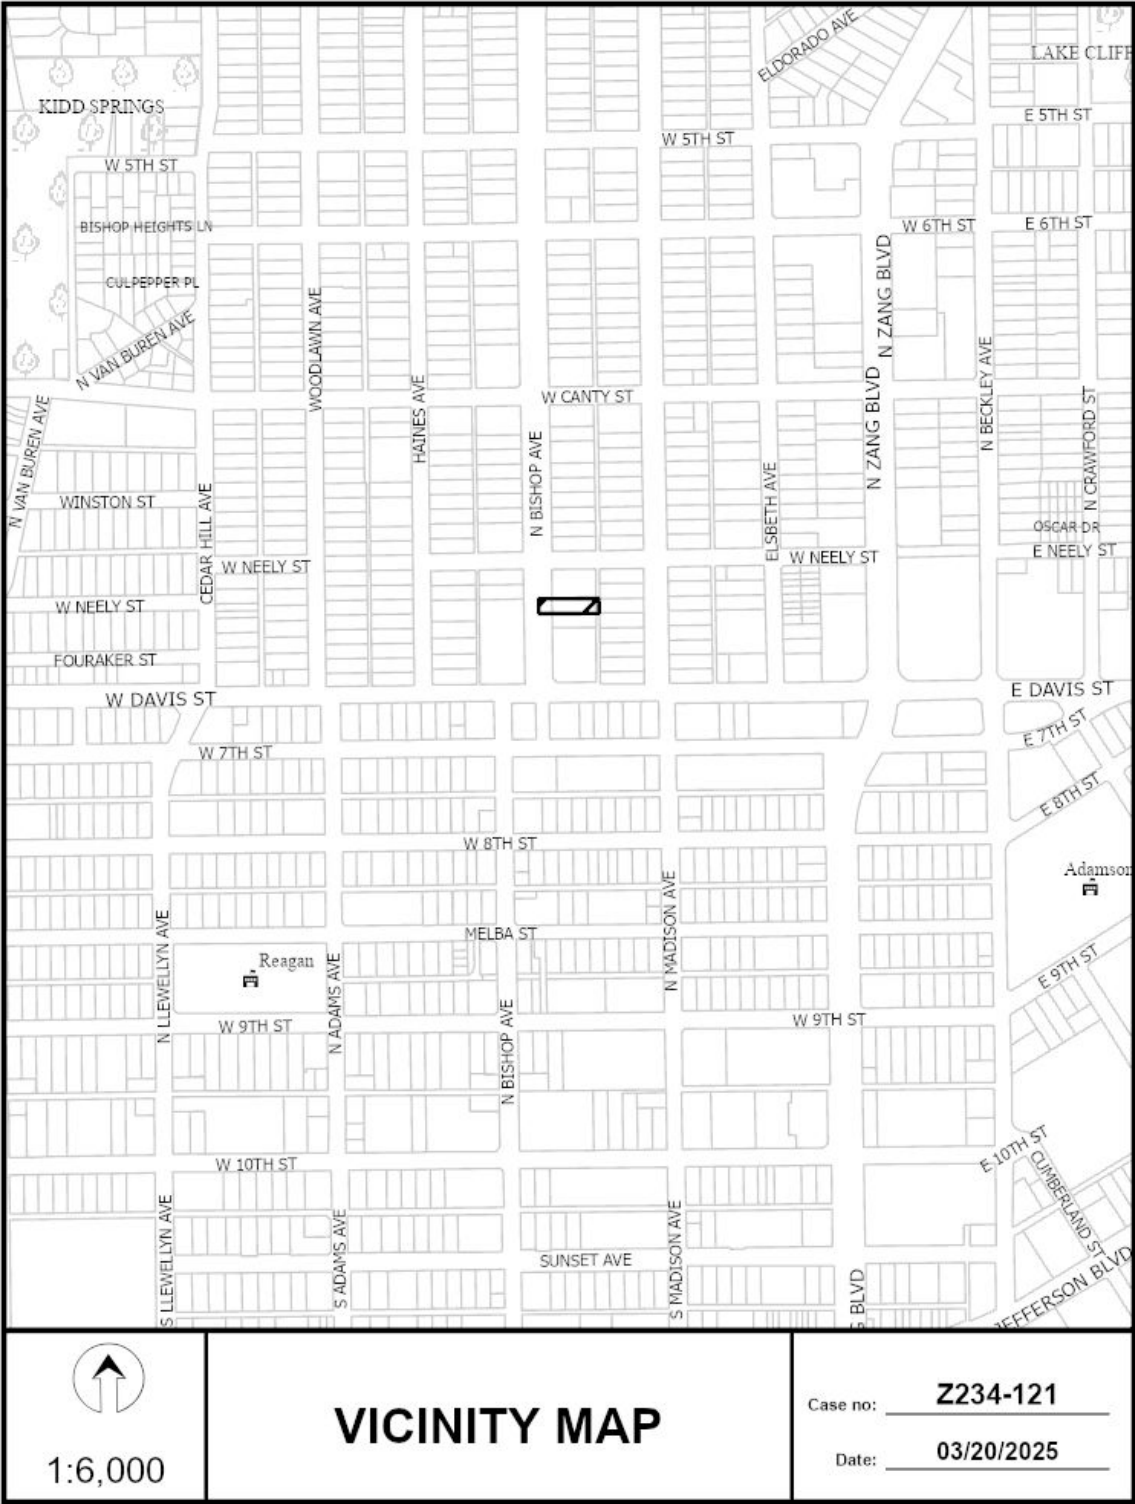 ELDORADO AVE
LAKE CLIFF
KIDD SPRINGS
E 5TH ST
W 5TH ST
W 5TH ST
BISHOP HEIGHTS LN
W 6TH ST
E 6TH ST
CULPEPPER PL
N ZANG BLVD
N VAN BUREN AVE
WOODLAWN AVE
N BECKLEY AVE
W CANTY ST
HAINES AVE
N ZANG BLVD
N CRAWFORD ST
N VAN BUREN AVE
N BISHOP AVE
WINSTON ST
CEDAR HILL AVE
ELSBETH AVE
OSCAR DR
E NEELY ST
W NEELY ST
W NEELY ST
W NEELY ST
FOURAKER ST
W DAVIS ST
E DAVIS ST
E 7TH ST
W 7TH ST
E 8TH ST
W 8TH ST
Adamson
N MADISON AVE
MELBA ST
N LLEWELLYN AVE
Reagan
N ADAMS AVE
E 9TH ST
W 9TH ST
W 9TH ST
N BISHOP AVE
E 10TH ST
W 10TH ST
CUMBERLAND ST
S LLEWELLYN AVE
S ADAMS AVE
S MADISON AVE
SUNSET AVE
S BLVD
JEFFERSON BLVD
1:6,000
VICINITY MAP
Case no: Z234-121
Date: 03/20/2025